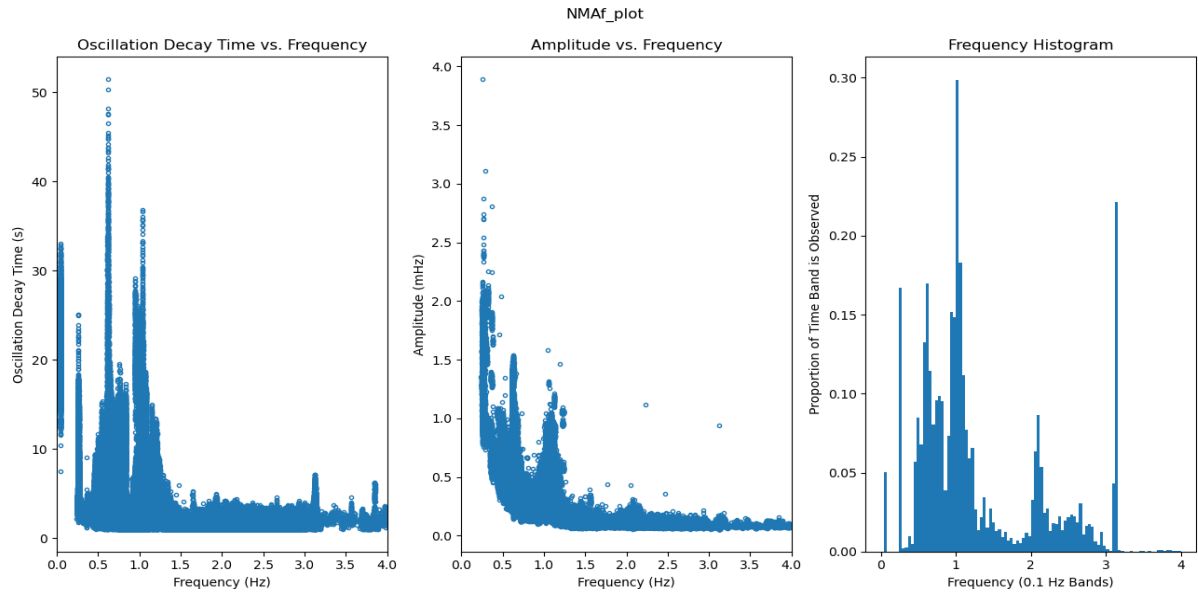 NMAf_plot
Oscillation Decay Time vs. Frequency
Oscillation Decay Time (s)
50
40
30
20
10
0
0.0 0.5 1.0 1.5 2.0 2.5 3.0 3.5 4.0
Frequency (Hz)
Amplitude vs. Frequency
Amplitude (mHz)
4.0
3.5
3.0
2.5
2.0
1.5
1.0
0.5
0.0
0.0 0.5 1.0 1.5 2.0 2.5 3.0 3.5 4.0
Frequency (Hz)
Frequency Histogram
Proportion of Time Band is Observed
0.30
0.25
0.20
0.15
0.10
0.05
0.00
0 1 2 3 4
Frequency (0.1 Hz Bands)